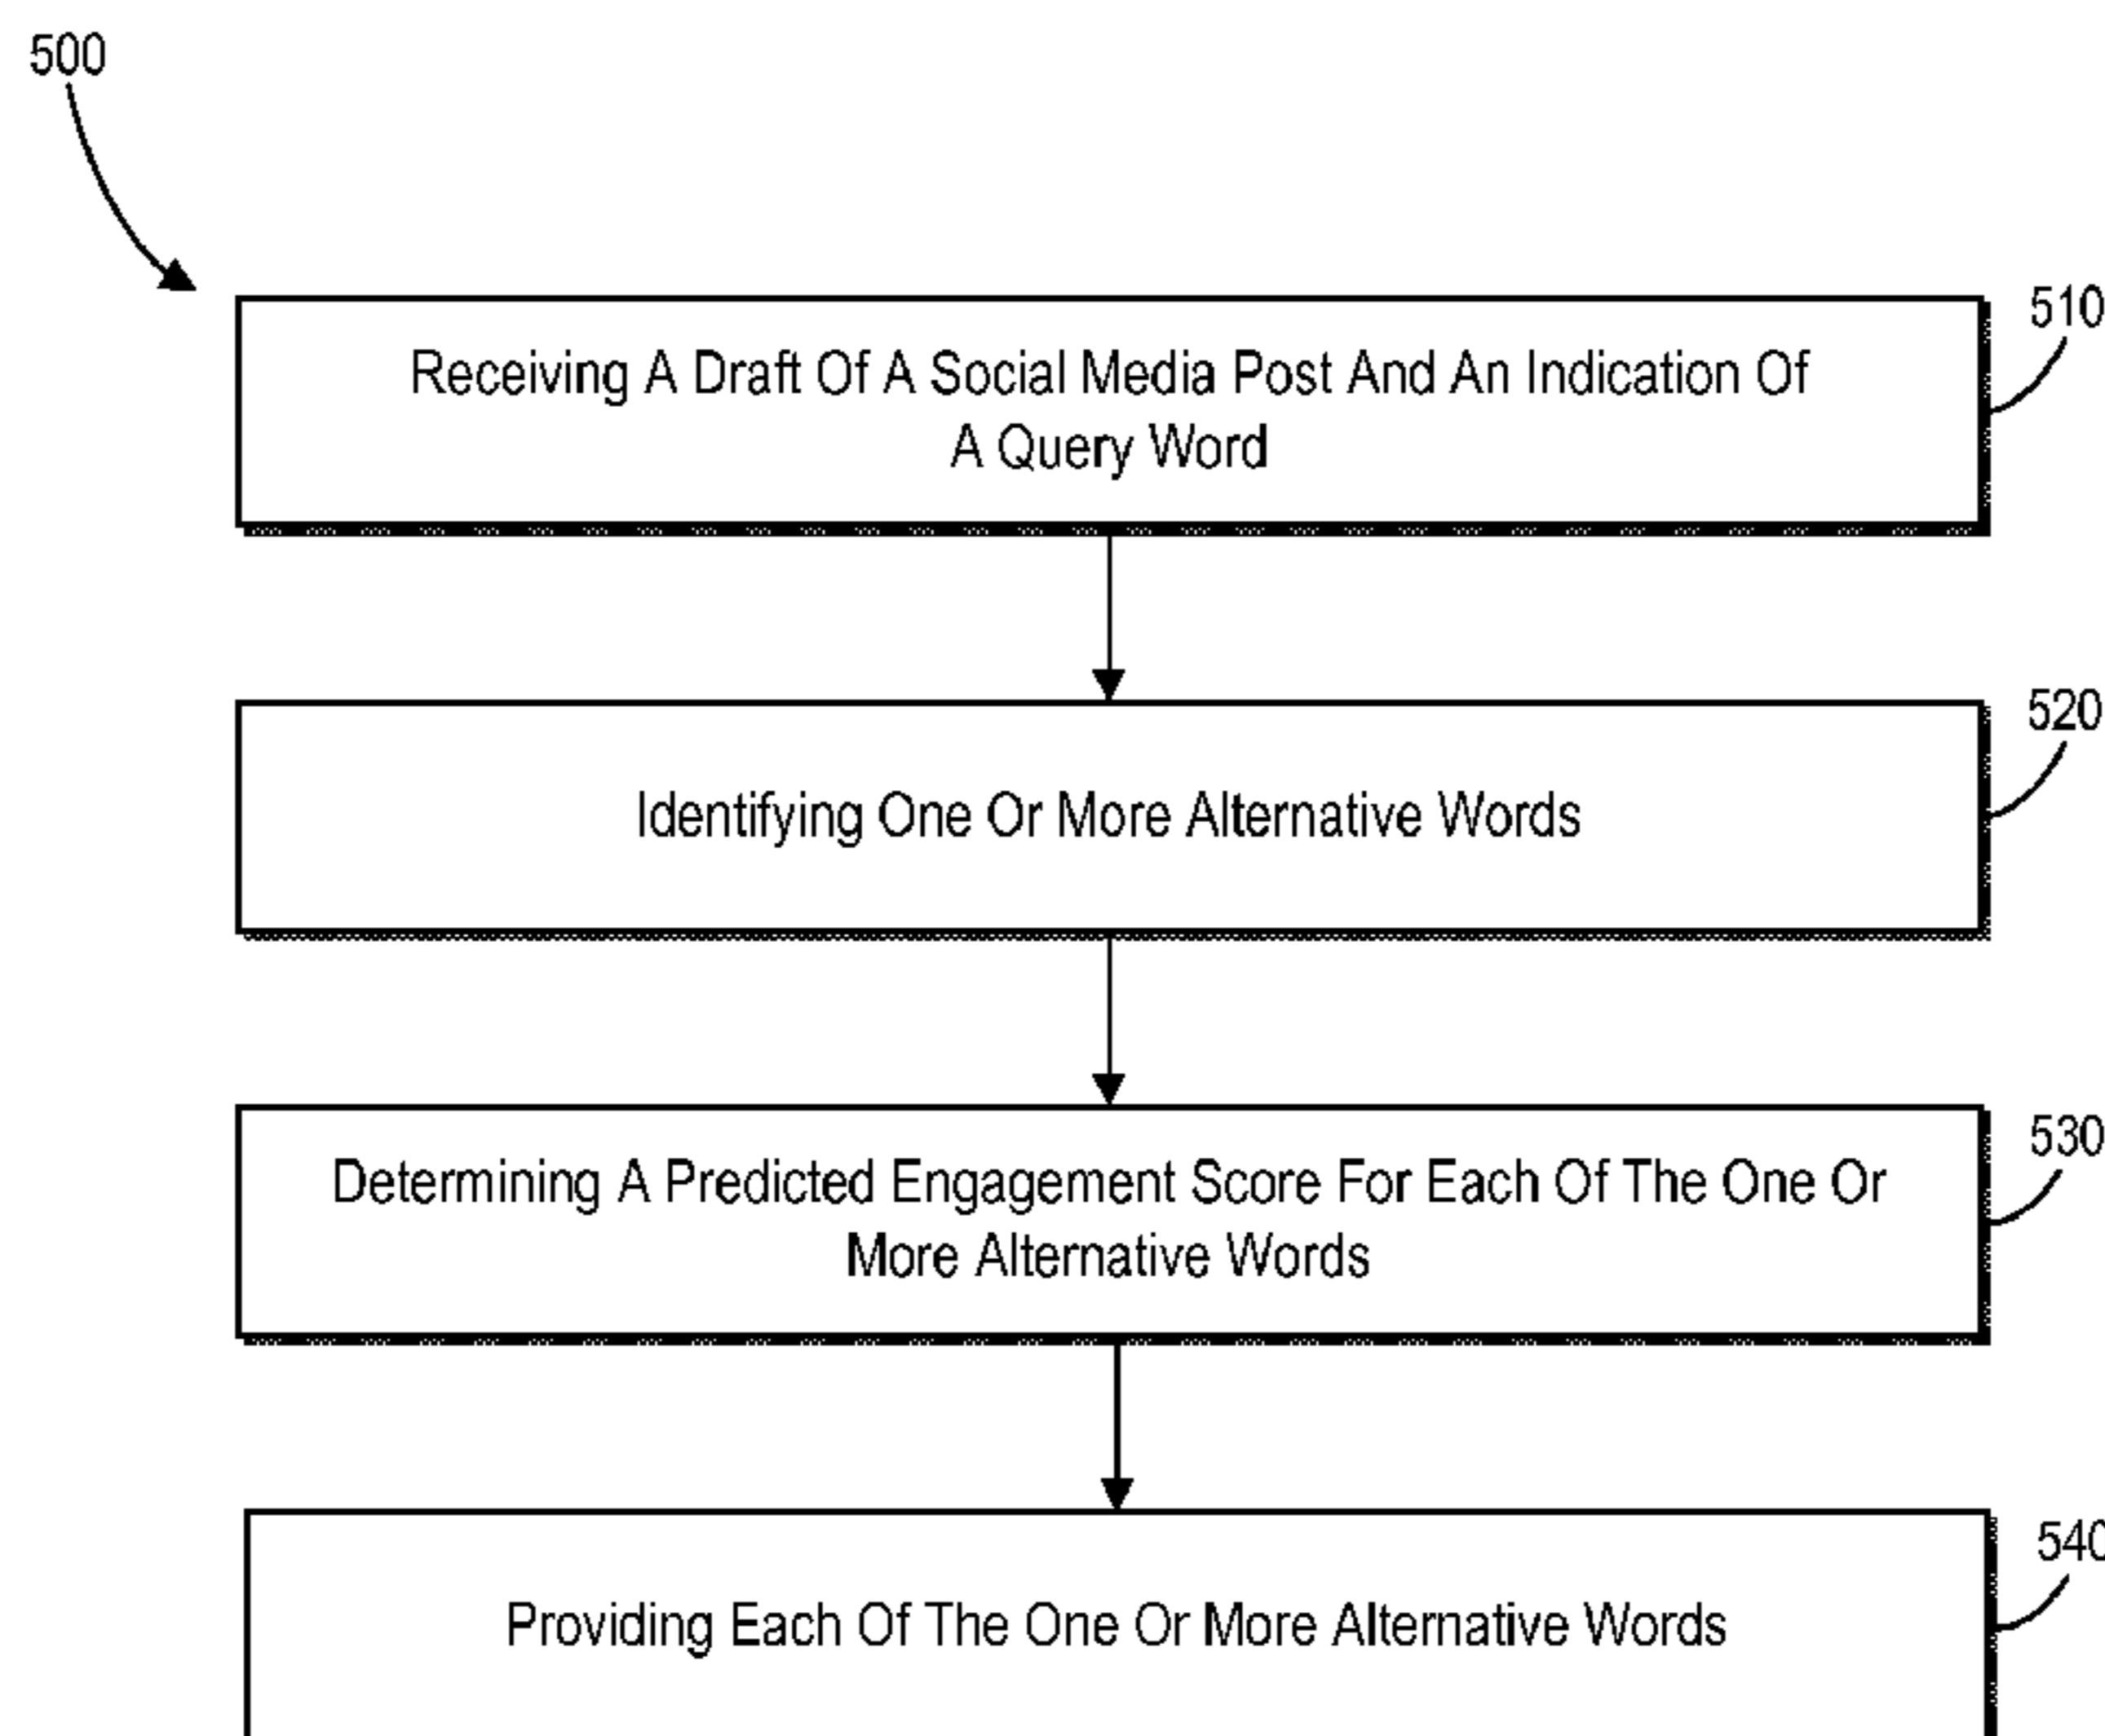 500
510
Receiving A Draft Of A Social Media Post And An Indication Of
A Query Word
520
Identifying One Or More Alternative Words
530
Determining A Predicted Engagement Score For Each Of The One Or
More Alternative Words
540
Providing Each Of The One Or More Alternative Words